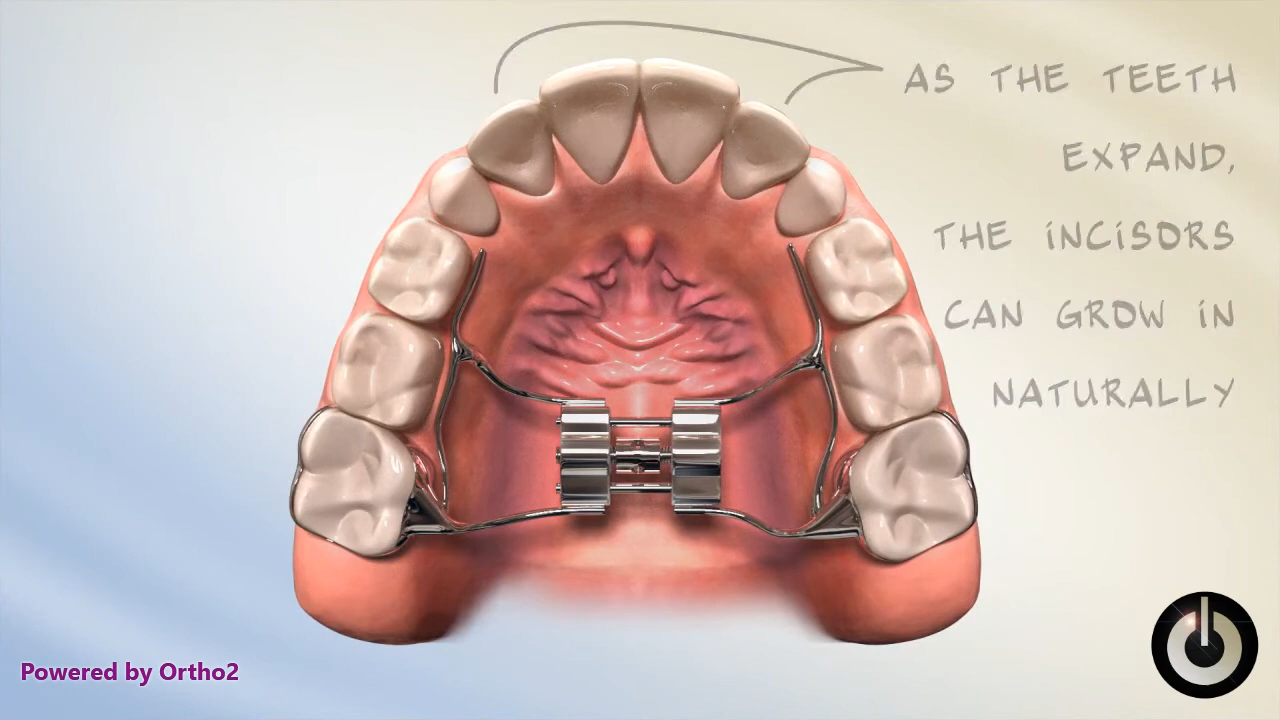 AS THE TEETH
EXPAND,
THE INCISORS
CAN GROW IN
NATURALLY
Powered by Ortho2